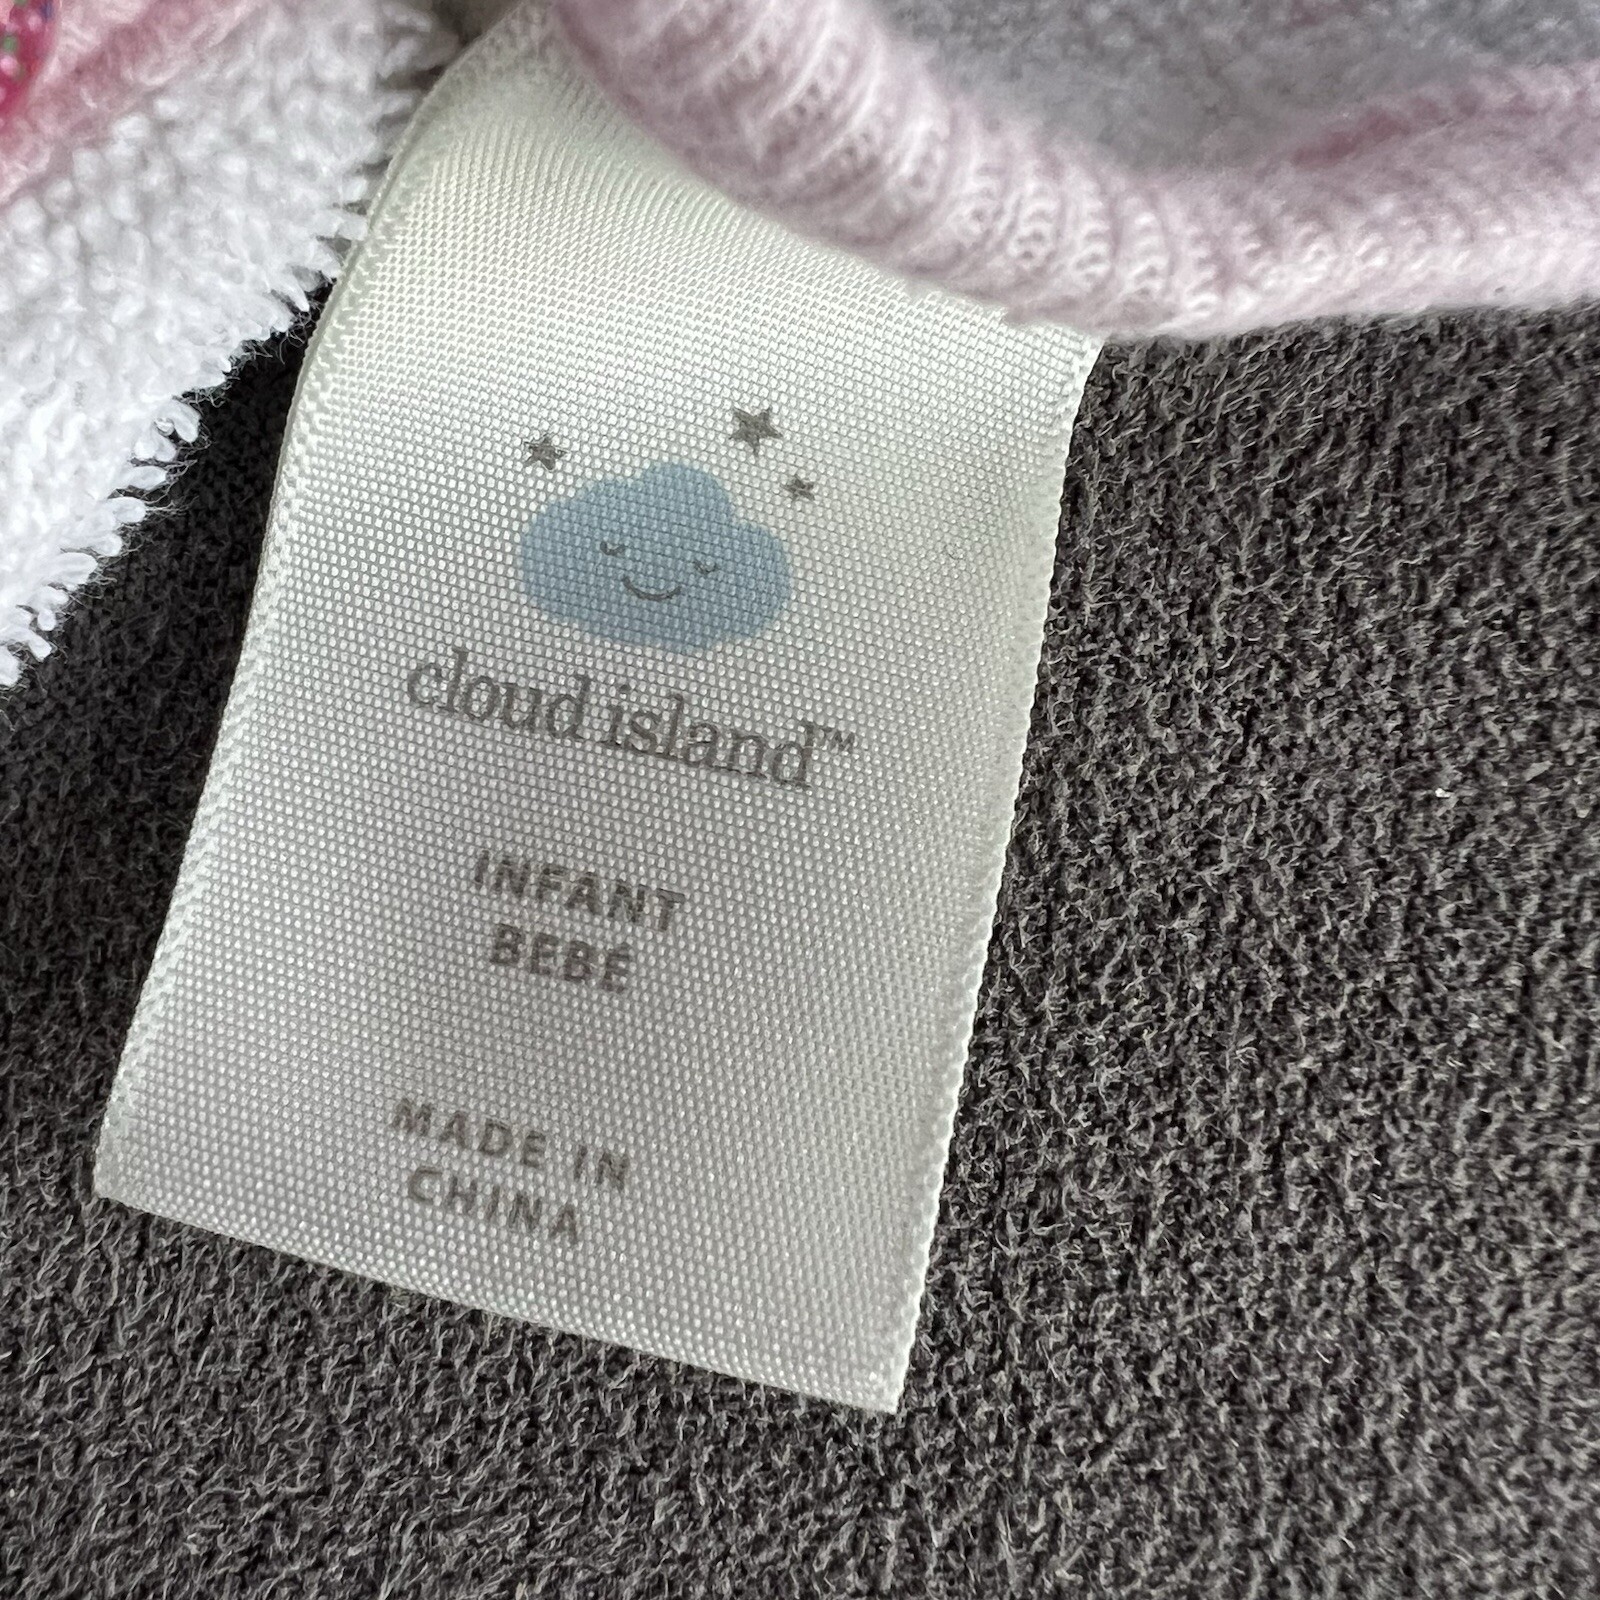 cloud island™
INFANT
BEBÉ
MADE IN
CHINA